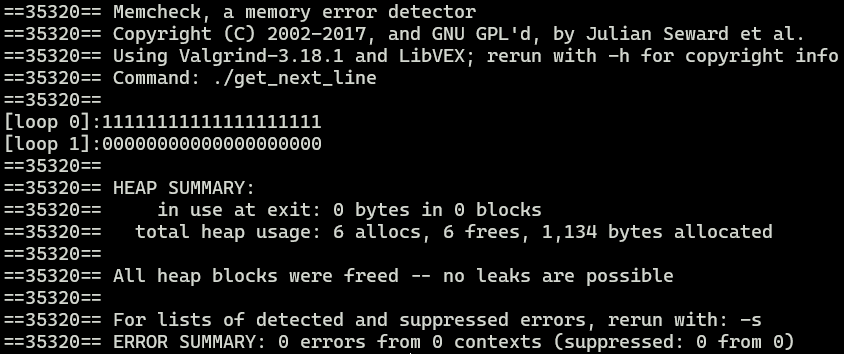 ==35320== Memcheck, a memory error detector
==35320== Copyright (C) 2002-2017, and GNU GPL'd, by Julian Seward et al.
==35320== Using Valgrind-3.18.1 and LibVEX; rerun with -h for copyright info
==35320== Command: ./get_next_line
==35320==
[loop 0]:11111111111111111111
[loop 1]:00000000000000000000
==35320==
==35320== HEAP SUMMARY:
==35320==     in use at exit: 0 bytes in 0 blocks
==35320==   total heap usage: 6 allocs, 6 frees, 1,134 bytes allocated
==35320==
==35320== All heap blocks were freed -- no leaks are possible
==35320==
==35320== For lists of detected and suppressed errors, rerun with: -s
==35320== ERROR SUMMARY: 0 errors from 0 contexts (suppressed: 0 from 0)